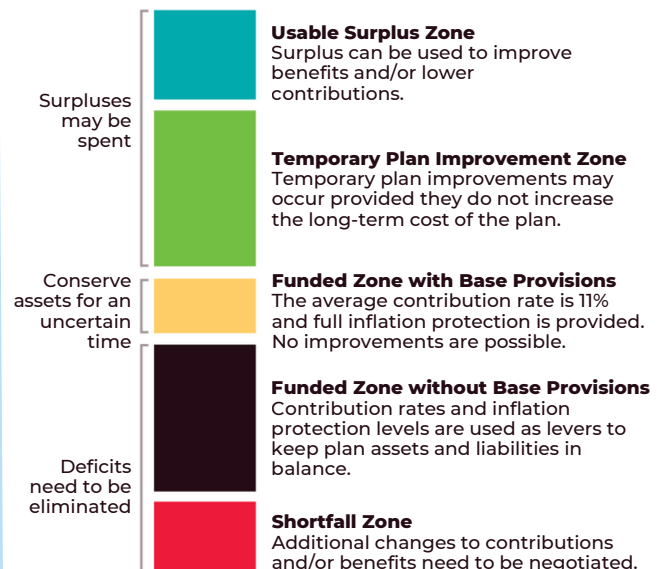 Usable Surplus Zone
Surplus can be used to improve
benefits and/or lower
contributions.
Surpluses
may be
spent
Temporary Plan Improvement Zone
Temporary plan improvements may
occur provided they do not increase
the long-term cost of the plan.
Conserve
assets for an
uncertain
time
Funded Zone with Base Provisions
The average contribution rate is 11%
and full inflation protection is provided.
No improvements are possible.
Funded Zone without Base Provisions
Contribution rates and inflation
protection levels are used as levers to
keep plan assets and liabilities in
balance.
Deficits
need to be
eliminated
Shortfall Zone
Additional changes to contributions
and/or benefits need to be negotiated.